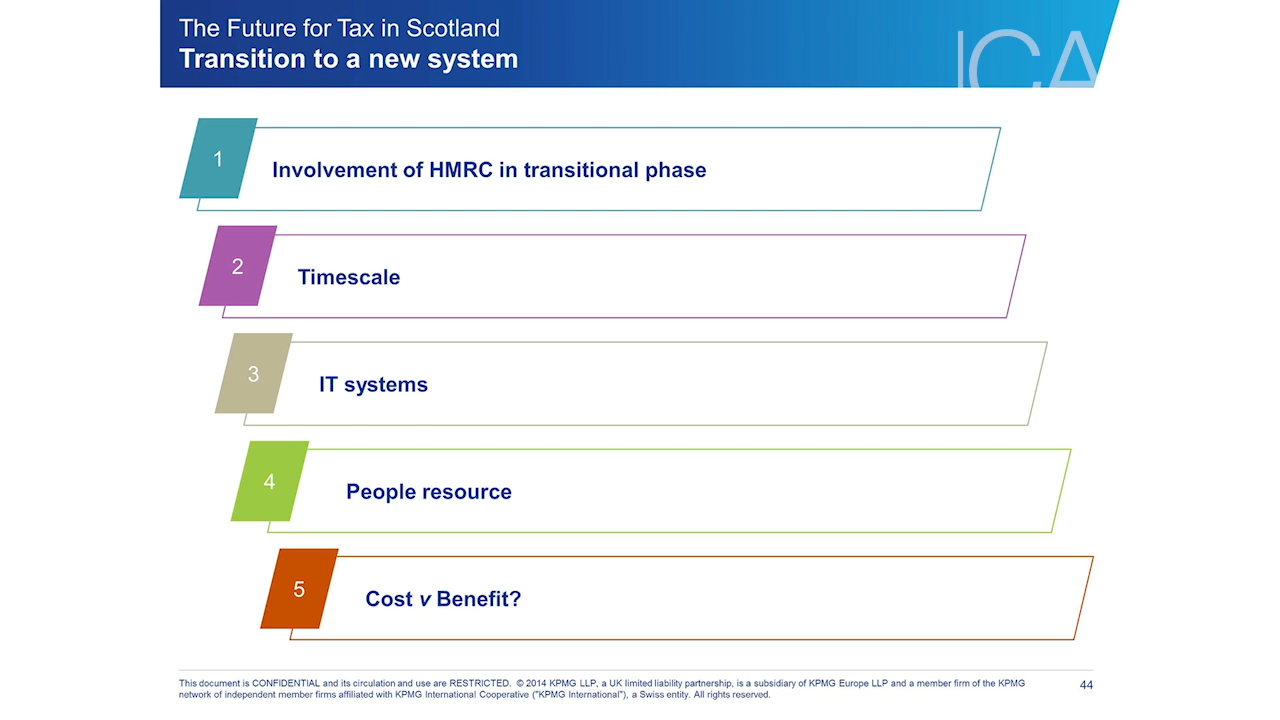 The Future for Tax in Scotland
Transition to a new system
ICA
1
Involvement of HMRC in transitional phase
2
Timescale
3
IT systems
4
People resource
5
Cost v Benefit?
This document is CONFIDENTIAL and its circulation and use are RESTRICTED. © 2014 KPMG LLP, a UK limited liability partnership, is a subsidiary of KPMG Europe LLP and a member firm of the KPMG
network of independent member firms affiliated with KPMG International Cooperative ("KPMG International"), a Swiss entity. All rights reserved.
44